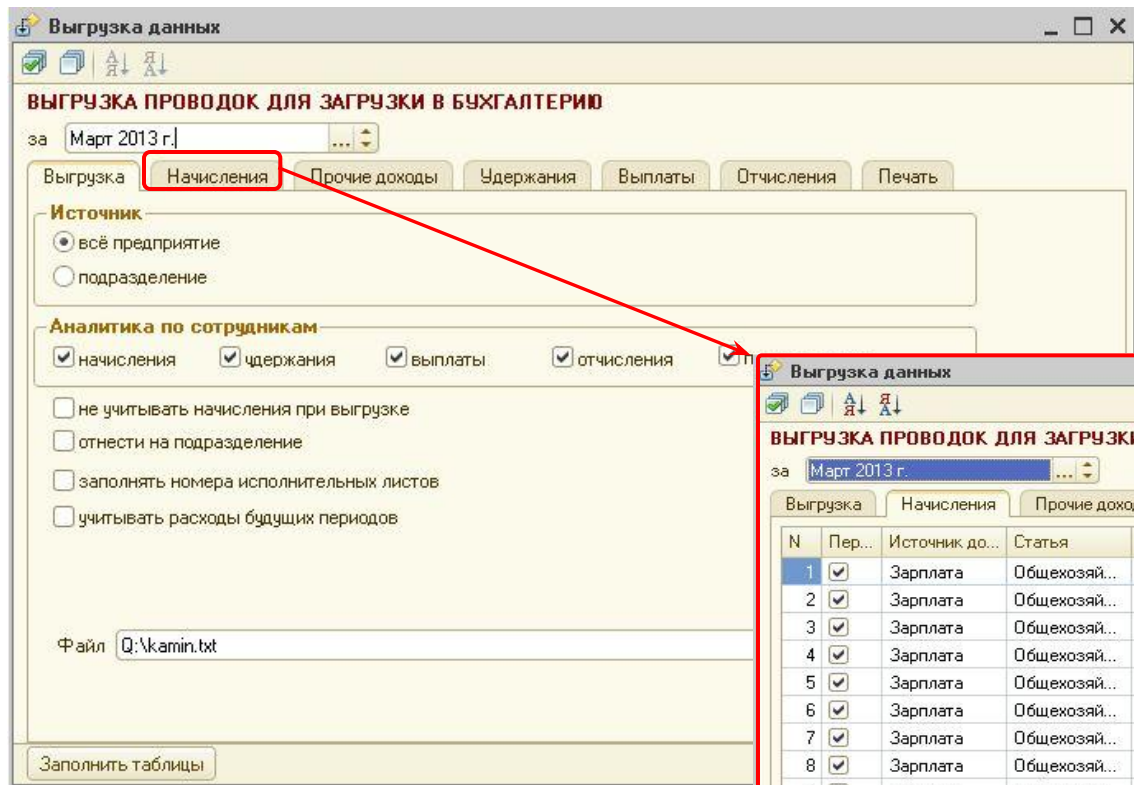 Выгрузка данных
ВЫГРУЗКА ПРОВОДОК ДЛЯ ЗАГРУЗКИ В БУХГАЛТЕРИЮ
за Март 2013 г. ...
Выгрузка Начисления Прочие доходы Удержания Выплаты Отчисления Печать
Источник
всё предприятие
подразделение
Аналитика по сотрудникам
начисления удержания выплаты отчисления п
не учитывать начисления при выгрузке
отнести на подразделение
заполнять номера исполнительных листов
учитывать расходы будущих периодов
Файл Q:\kamin.txt
Заполнить таблицы
Выгрузка данных
ВЫГРУЗКА ПРОВОДОК ДЛЯ ЗАГРУЗКИ
за Март 2013 г. ...
Выгрузка Начисления Прочие дохо
N Пер... Источник до... Статья
1 Зарплата Общехозяй...
2 Зарплата Общехозяй...
3 Зарплата Общехозяй...
4 Зарплата Общехозяй...
5 Зарплата Общехозяй...
6 Зарплата Общехозяй...
7 Зарплата Общехозяй...
8 Зарплата Общехозяй...